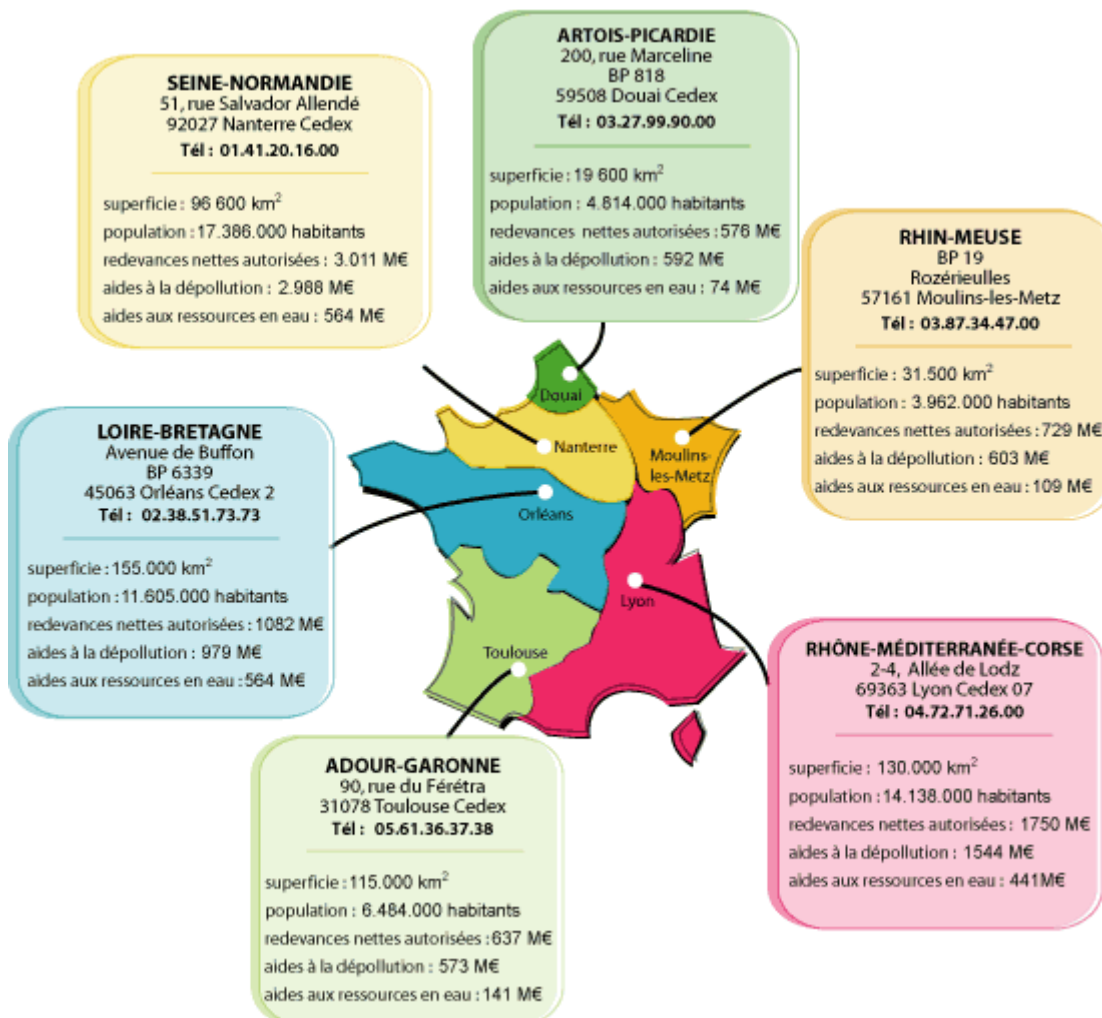 ARTOIS-PICARDIE
200, rue Marceline
BP 818
59508 Douai Cedex
Tél : 03.27.99.90.00
superficie : 19 600 km²
population : 4.814.000 habitants
redevances nettes autorisées : 576 M€
aides à la dépollution : 592 M€
aides aux ressources en eau : 74 M€
SEINE-NORMANDIE
51, rue Salvador Allendé
92027 Nanterre Cedex
Tél : 01.41.20.16.00
superficie : 96 600 km²
population : 17.386.000 habitants
redevances nettes autorisées : 3.011 M€
aides à la dépollution : 2.988 M€
aides aux ressources en eau : 564 M€
RHIN-MEUSE
BP 19
Rozérieulles
57161 Moulins-les-Metz
Tél : 03.87.34.47.00
superficie : 31.500 km²
population : 3.962.000 habitants
redevances nettes autorisées : 729 M€
aides à la dépollution : 603 M€
aides aux ressources en eau : 109 M€
LOIRE-BRETAGNE
Avenue de Buffon
BP 6339
45063 Orléans Cedex 2
Tél : 02.38.51.73.73
superficie : 155.000 km²
population : 11.605.000 habitants
redevances nettes autorisées : 1082 M€
aides à la dépollution : 979 M€
aides aux ressources en eau : 564 M€
Douai
Nanterre
Moulins-
les-Metz
Orléans
Lyon
Toulouse
RHÔNE-MÉDITERRANÉE-CORSE
2-4, Allée de Lodz
69363 Lyon Cedex 07
Tél : 04.72.71.26.00
superficie : 130.000 km²
population : 14.138.000 habitants
redevances nettes autorisées : 1750 M€
aides à la dépollution : 1544 M€
aides aux ressources en eau : 441M€
ADOUR-GARONNE
90, rue du Férétra
31078 Toulouse Cedex
Tél : 05.61.36.37.38
superficie : 115.000 km²
population : 6.484.000 habitants
redevances nettes autorisées : 637 M€
aides à la dépollution : 573 M€
aides aux ressources en eau : 141 M€